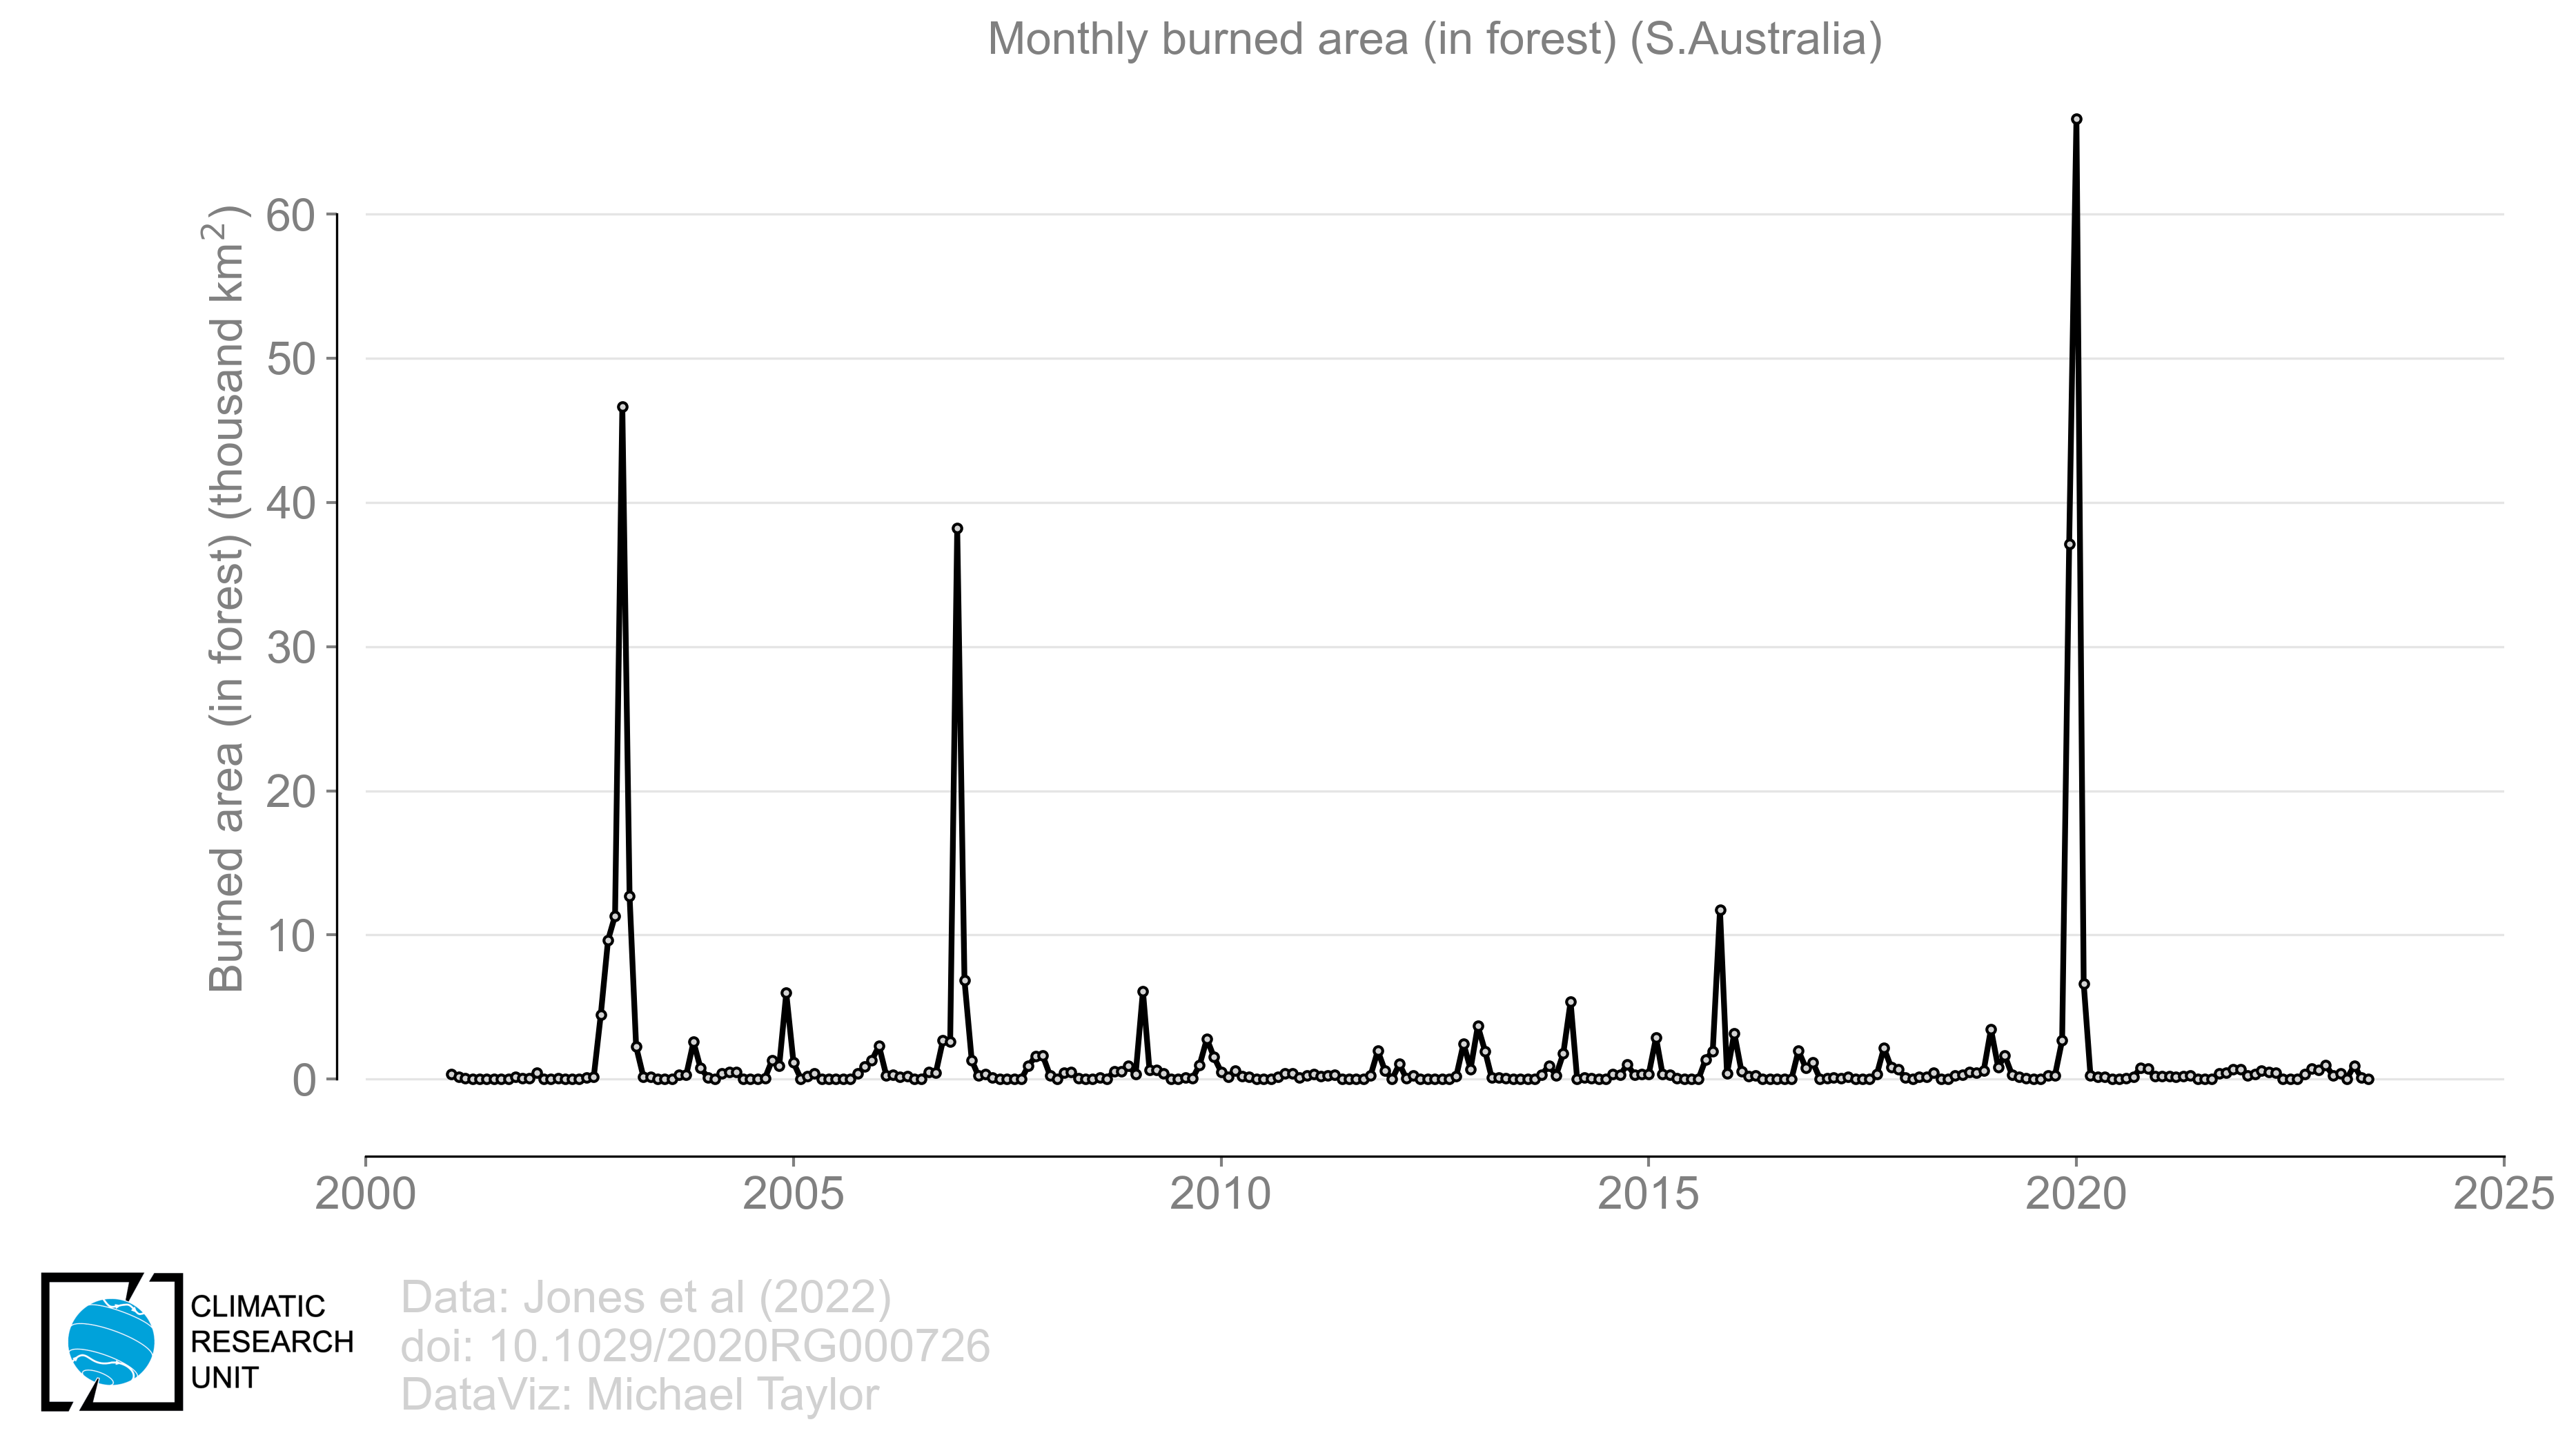 Monthly burned area (in forest) (S.Australia)
Burned area (in forest) (thousand km²)
60
50
40
30
20
10
0
2000 2005 2010 2015 2020 2025
CLIMATIC
RESEARCH
UNIT
Data: Jones et al (2022)
doi: 10.1029/2020RG000726
DataViz: Michael Taylor